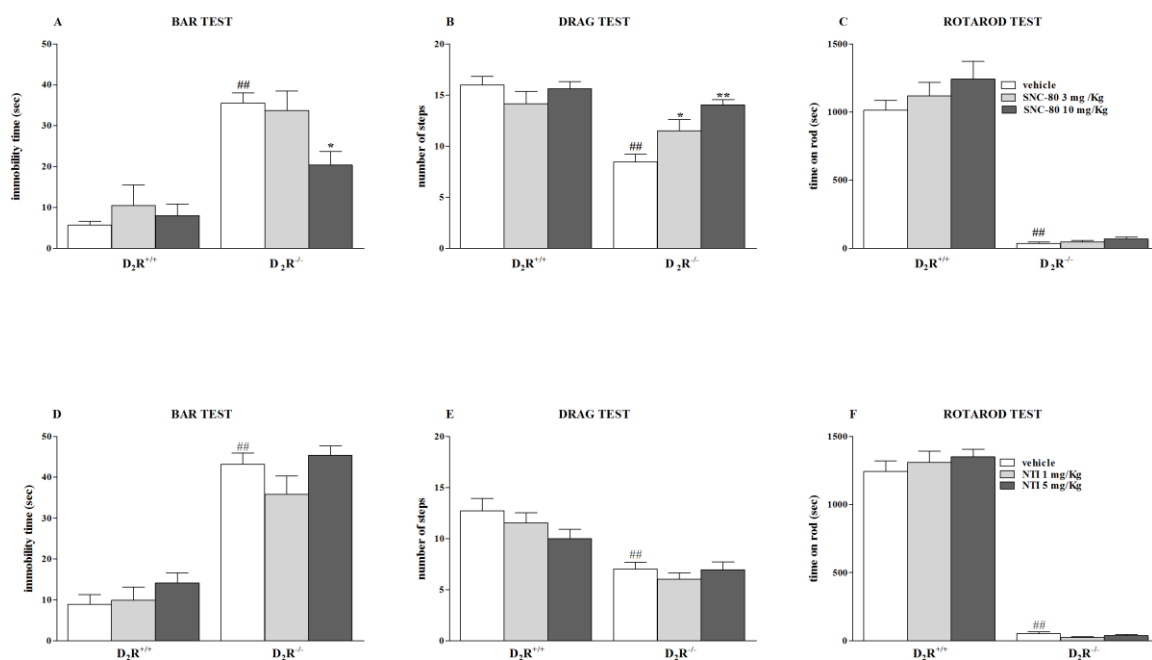 A BAR TEST
immobility time (sec)
50
40
30
20
10
0
##
*
D2R+/+ D2R-/-
B DRAG TEST
number of steps
20
15
10
5
0
##
*
**
D2R+/+ D2R-/-
C ROTAROD TEST
time on rod (sec)
1500
1000
500
0
vehicle
SNC-80 3 mg /Kg
SNC-80 10 mg/Kg
##
D2R+/+ D2R-/-
D BAR TEST
immobility time (sec)
50
40
30
20
10
0
##
D2R+/+ D2R-/-
E DRAG TEST
number of steps
20
15
10
5
0
##
D2R+/+ D2R-/-
F ROTAROD TEST
time on rod (sec)
1500
1000
500
0
vehicle
NTI 1 mg/Kg
NTI 5 mg/Kg
##
D2R+/+ D2R-/-